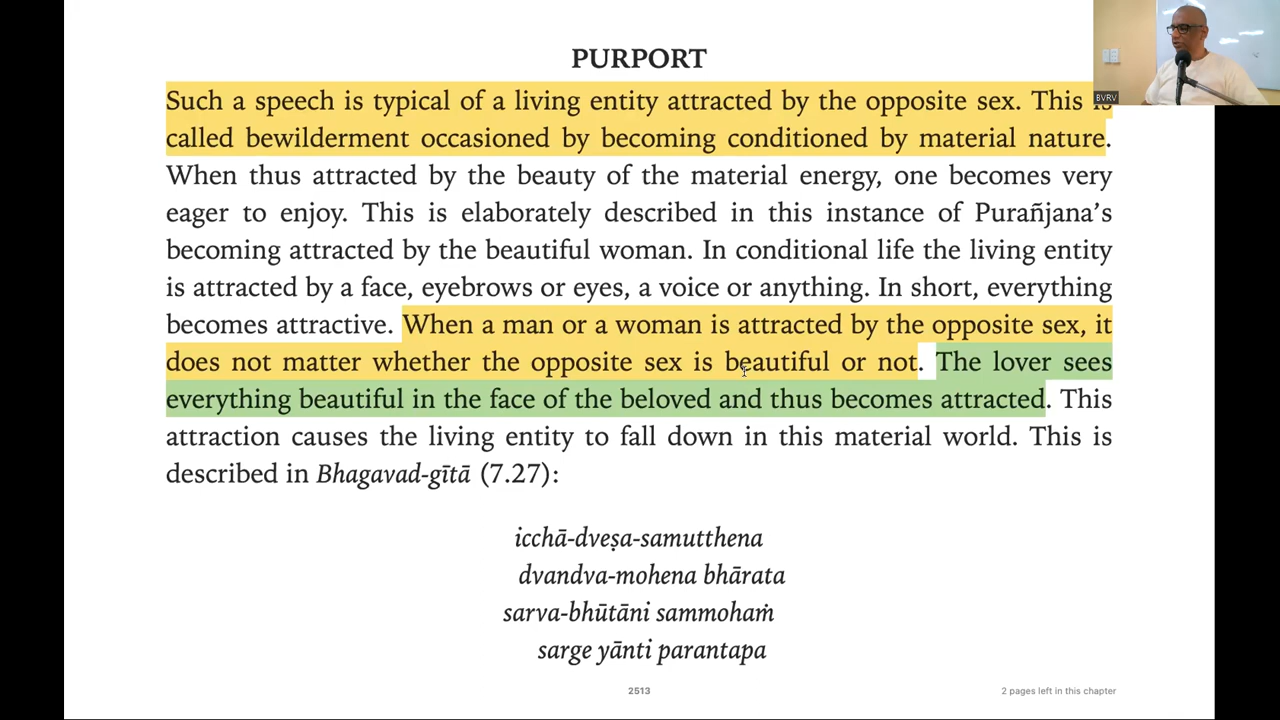 PURPORT
Such a speech is typical of a living entity attracted by the opposite sex. This is
called bewilderment occasioned by becoming conditioned by material nature.
When thus attracted by the beauty of the material energy, one becomes very
eager to enjoy. This is elaborately described in this instance of Purañjana’s
becoming attracted by the beautiful woman. In conditional life the living entity
is attracted by a face, eyebrows or eyes, a voice or anything. In short, everything
becomes attractive. When a man or a woman is attracted by the opposite sex, it
does not matter whether the opposite sex is beautiful or not. The lover sees
everything beautiful in the face of the beloved and thus becomes attracted. This
attraction causes the living entity to fall down in this material world. This is
described in Bhagavad-gītā (7.27):
icchā-dveṣa-samutthena
dvandva-mohena bhārata
sarva-bhūtāni sammohaṁ
sarge yānti parantapa
2513
2 pages left in this chapter
BVRV